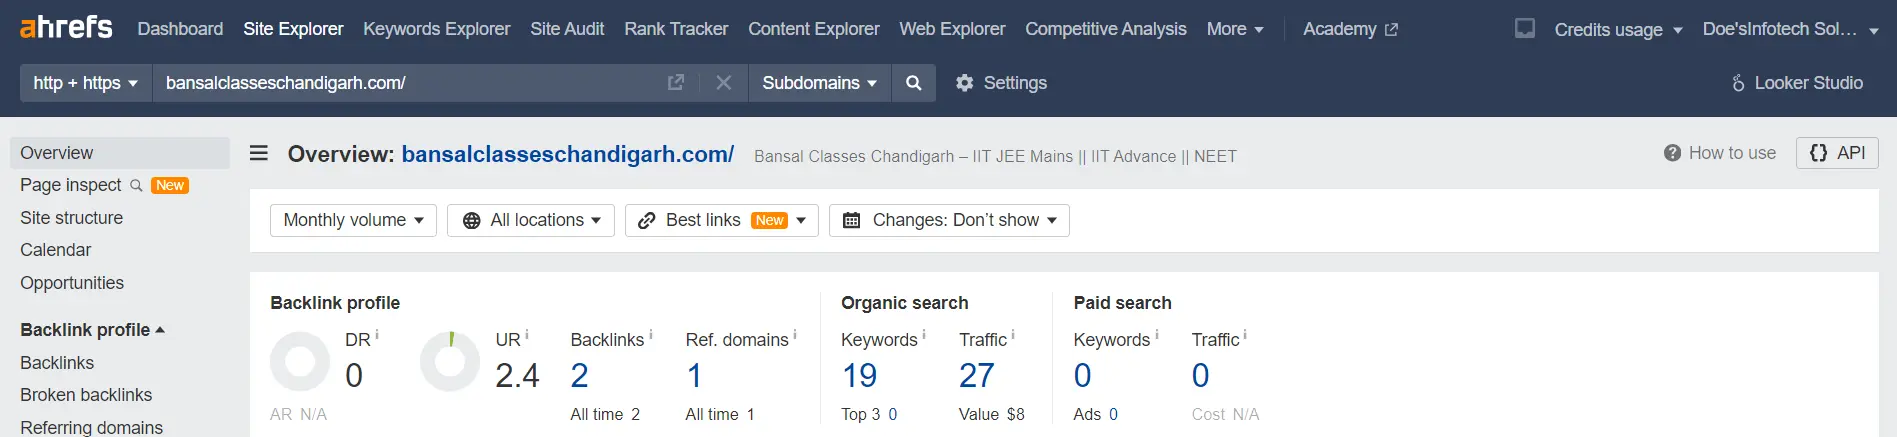 ahrefs Dashboard Site Explorer Keywords Explorer Site Audit Rank Tracker Content Explorer Web Explorer Competitive Analysis More Academy Credits usage Doe'sInfotech Sol...
http + https bansalclasseschandigarh.com/ Subdomains Settings Looker Studio
Overview
Page inspect New
Site structure
Calendar
Opportunities
Backlink profile
Backlinks
Broken backlinks
Referring domains
Overview: bansalclasseschandigarh.com/ Bansal Classes Chandigarh – IIT JEE Mains || IIT Advance || NEET How to use {} API
Monthly volume All locations Best links New Changes: Don't show
Backlink profile
DR i UR i Backlinks i Ref. domains i
0 2.4 2 1
AR N/A All time 2 All time 1
Organic search
Keywords i Traffic i
19 27
Top 3 0 Value $8
Paid search
Keywords i Traffic i
0 0
Ads 0 Cost N/A